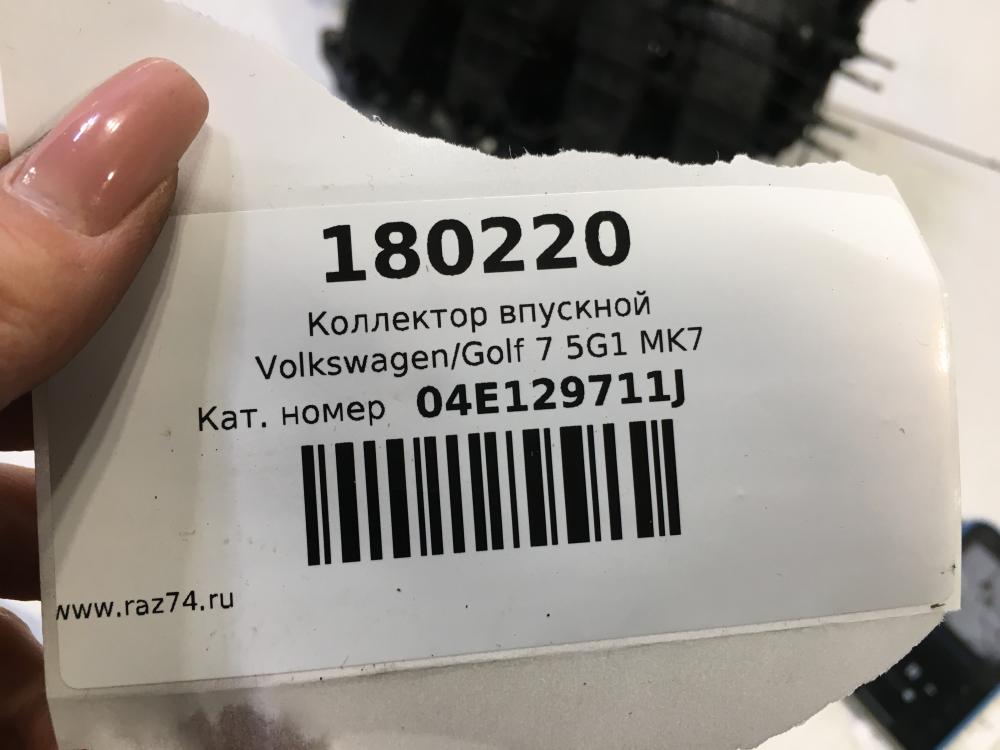 180220
Коллектор впускной
Volkswagen/Golf 7 5G1 MK7
Кат. номер 04E129711J
www.raz74.ru